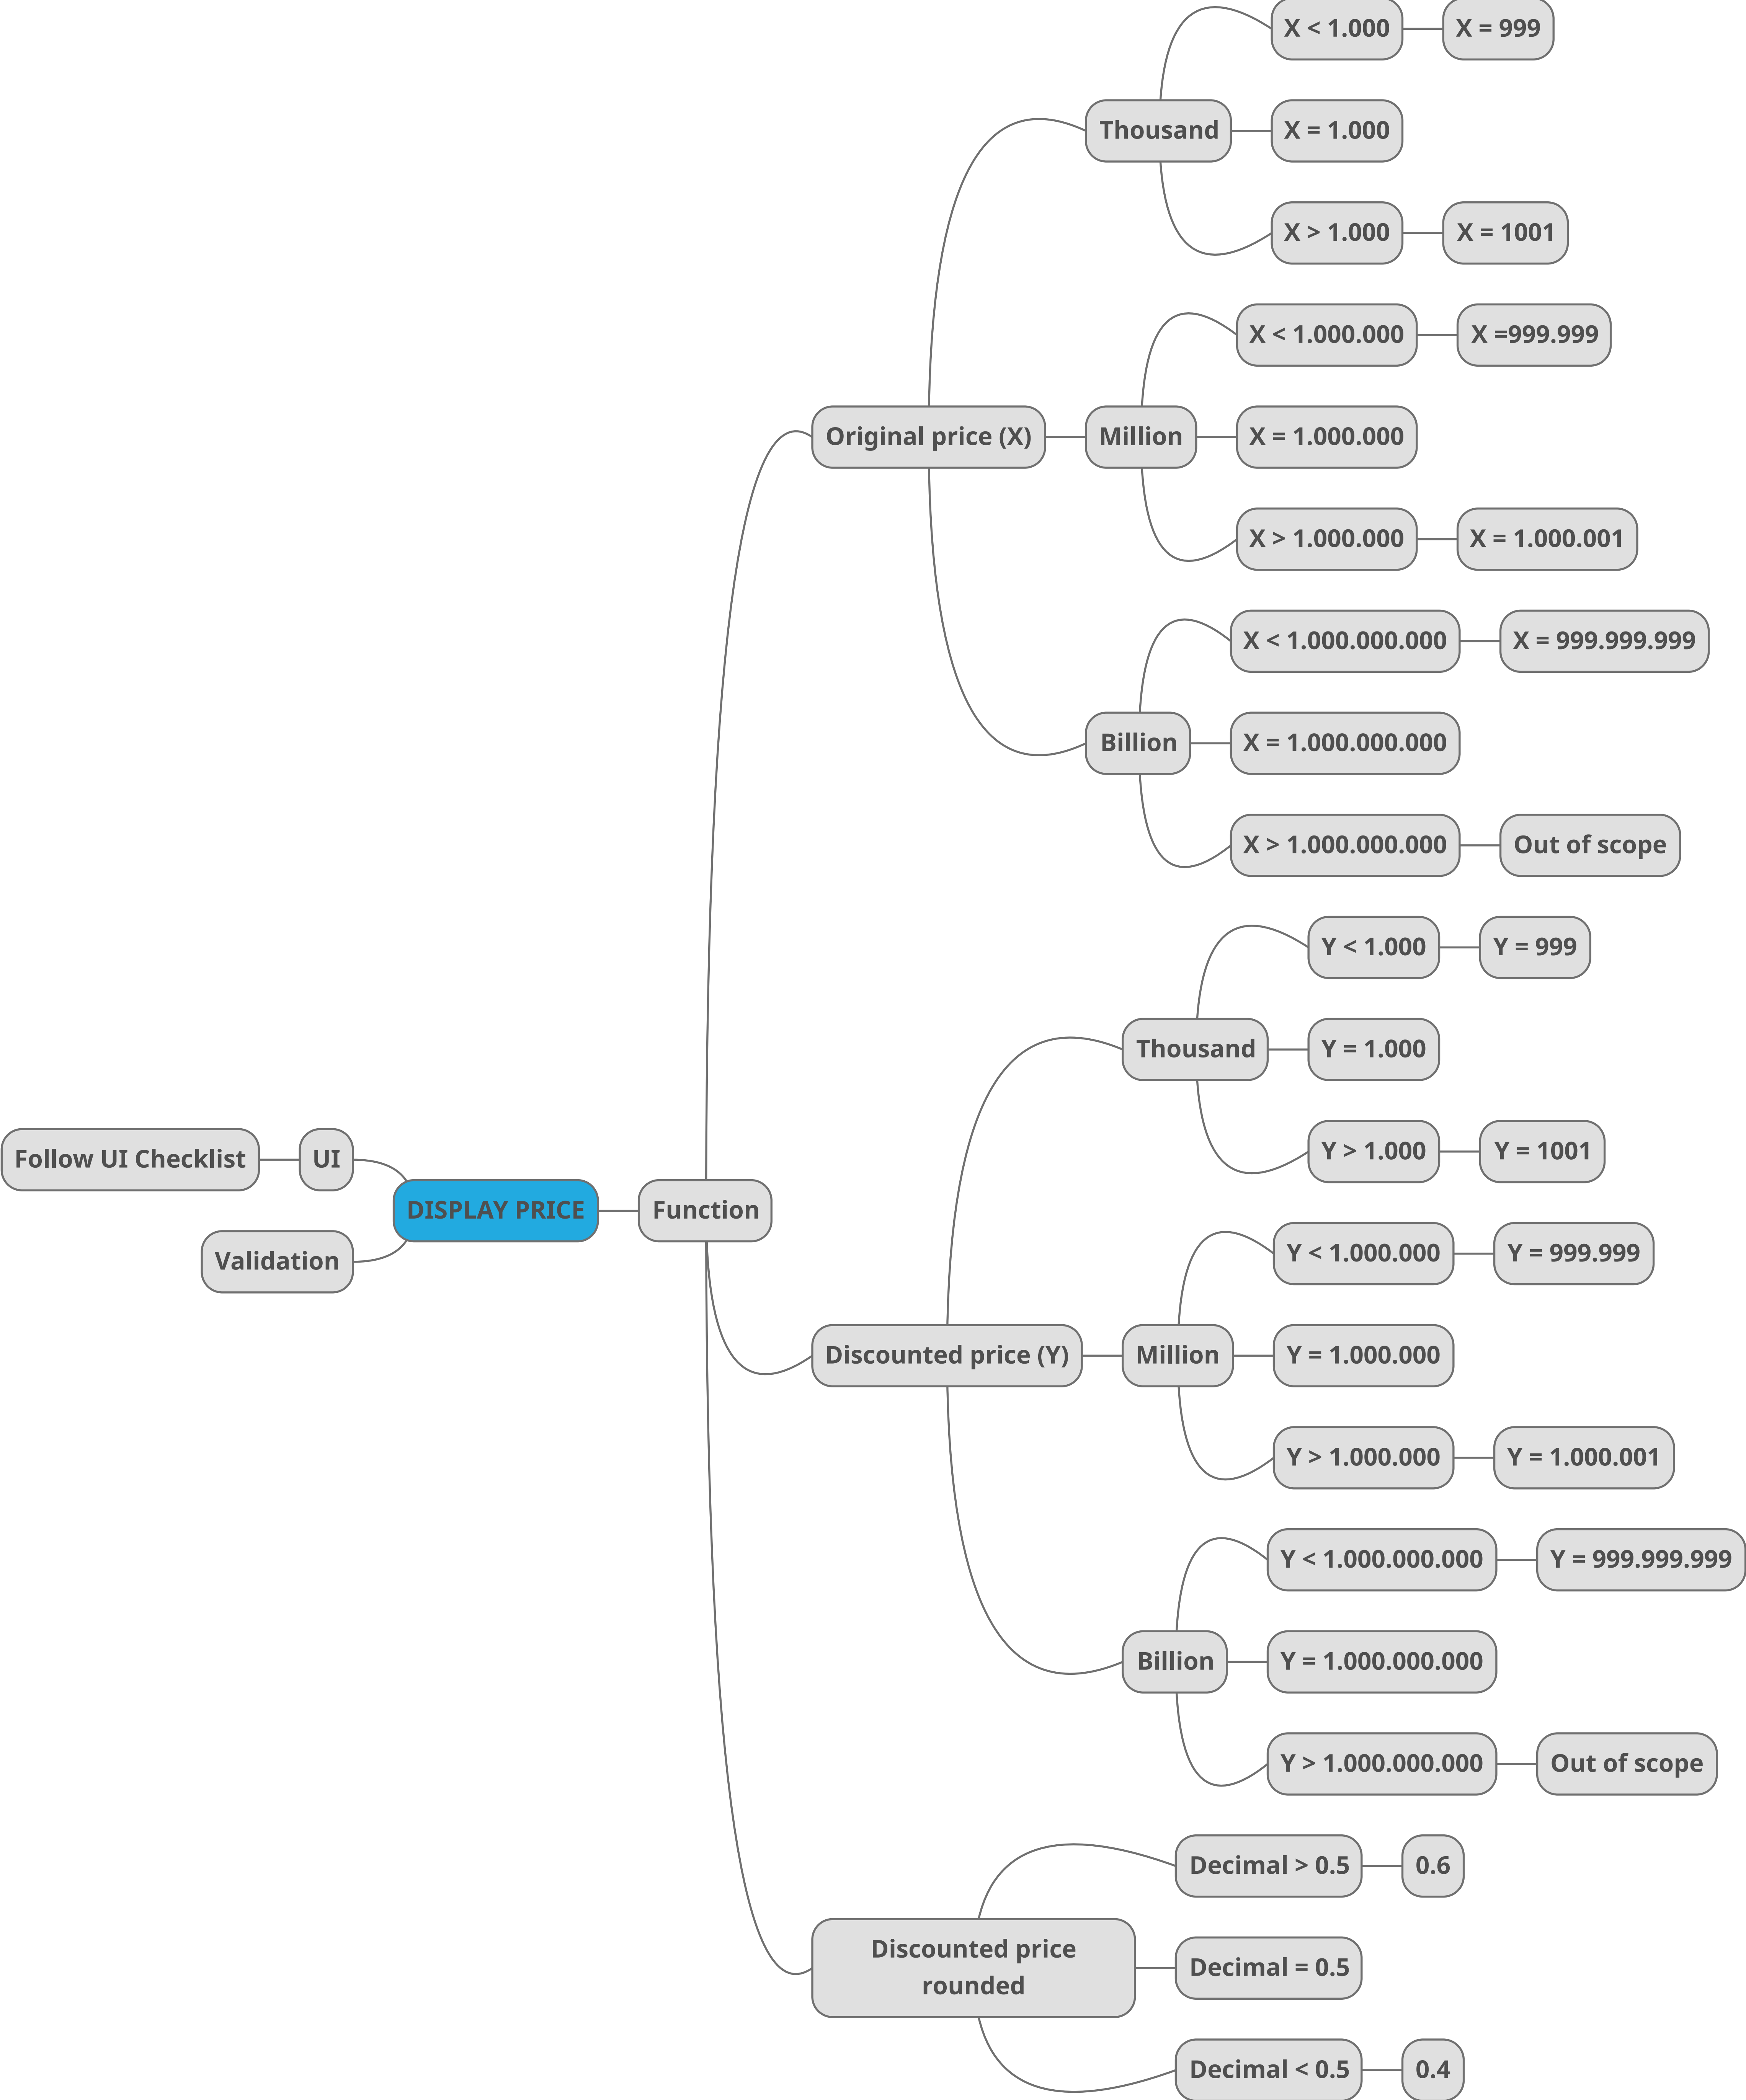 X < 1.000
X = 999
Thousand
X = 1.000
X > 1.000
X = 1001
X < 1.000.000
X =999.999
Original price (X)
Million
X = 1.000.000
X > 1.000.000
X = 1.000.001
X < 1.000.000.000
X = 999.999.999
Billion
X = 1.000.000.000
X > 1.000.000.000
Out of scope
Y < 1.000
Y = 999
Thousand
Y = 1.000
Y > 1.000
Y = 1001
Follow UI Checklist
UI
DISPLAY PRICE
Function
Validation
Y < 1.000.000
Y = 999.999
Discounted price (Y)
Million
Y = 1.000.000
Y > 1.000.000
Y = 1.000.001
Y < 1.000.000.000
Y = 999.999.999
Billion
Y = 1.000.000.000
Y > 1.000.000.000
Out of scope
Decimal > 0.5
0.6
Discounted price
rounded
Decimal = 0.5
Decimal < 0.5
0.4